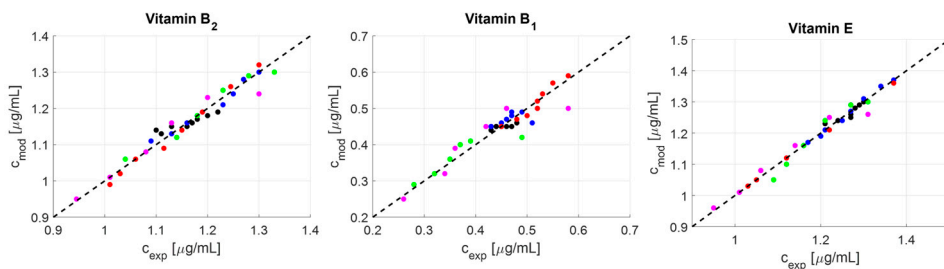 Vitamin B2
1.4
1.3
1.2
1.1
1
0.9
cmod [μg/mL]
0.9 1 1.1 1.2 1.3 1.4
cexp [μg/mL]
Vitamin B1
0.7
0.6
0.5
0.4
0.3
0.2
cmod [μg/mL]
0.2 0.3 0.4 0.5 0.6 0.7
cexp [μg/mL]
Vitamin E
1.5
1.4
1.3
1.2
1.1
1
0.9
cmod [μg/mL]
1 1.2 1.4
cexp [μg/mL]